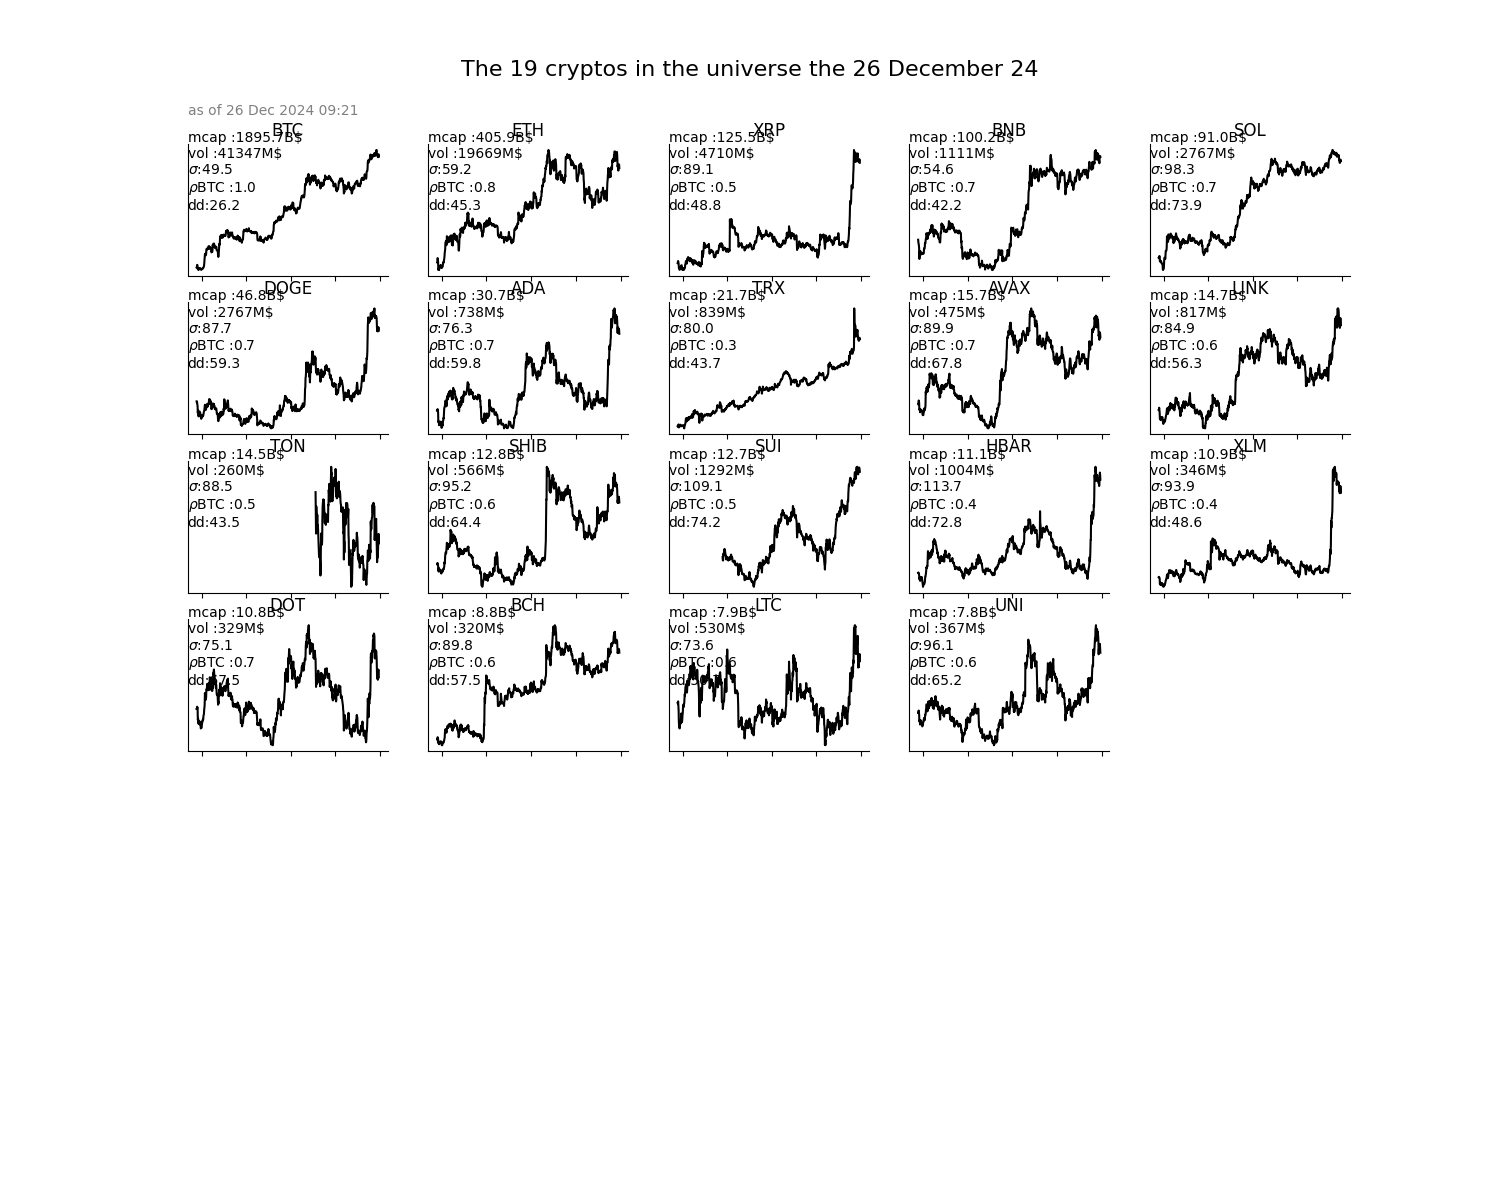 The 19 cryptos in the universe the 26 December 24
as of 26 Dec 2024 09:21
BTC
mcap :1895.7B$
vol :41347M$
σ:49.5
ρBTC :1.0
dd:26.2
ETH
mcap :405.9B$
vol :19669M$
σ:59.2
ρBTC :0.8
dd:45.3
XRP
mcap :125.5B$
vol :4710M$
σ:89.1
ρBTC :0.5
dd:48.8
BNB
mcap :100.2B$
vol :1111M$
σ:54.6
ρBTC :0.7
dd:42.2
SOL
mcap :91.0B$
vol :2767M$
σ:98.3
ρBTC :0.7
dd:73.9
DOGE
mcap :46.8B$
vol :2767M$
σ:87.7
ρBTC :0.7
dd:59.3
ADA
mcap :30.7B$
vol :738M$
σ:76.3
ρBTC :0.7
dd:59.8
TRX
mcap :21.7B$
vol :839M$
σ:80.0
ρBTC :0.3
dd:43.7
AVAX
mcap :15.7B$
vol :475M$
σ:89.9
ρBTC :0.7
dd:67.8
LINK
mcap :14.7B$
vol :817M$
σ:84.9
ρBTC :0.6
dd:56.3
TON
mcap :14.5B$
vol :260M$
σ:88.5
ρBTC :0.5
dd:43.5
SHIB
mcap :12.8B$
vol :566M$
σ:95.2
ρBTC :0.6
dd:64.4
SUI
mcap :12.7B$
vol :1292M$
σ:109.1
ρBTC :0.5
dd:74.2
HBAR
mcap :11.1B$
vol :1004M$
σ:113.7
ρBTC :0.4
dd:72.8
XLM
mcap :10.9B$
vol :346M$
σ:93.9
ρBTC :0.4
dd:48.6
DOT
mcap :10.8B$
vol :329M$
σ:75.1
ρBTC :0.7
BCH
mcap :8.8B$
vol :320M$
σ:89.8
ρBTC :0.6
dd:57.5
LTC
mcap :7.9B$
vol :530M$
σ:73.6
ρBTC :0.6
UNI
mcap :7.8B$
vol :367M$
σ:96.1
ρBTC :0.6
dd:65.2